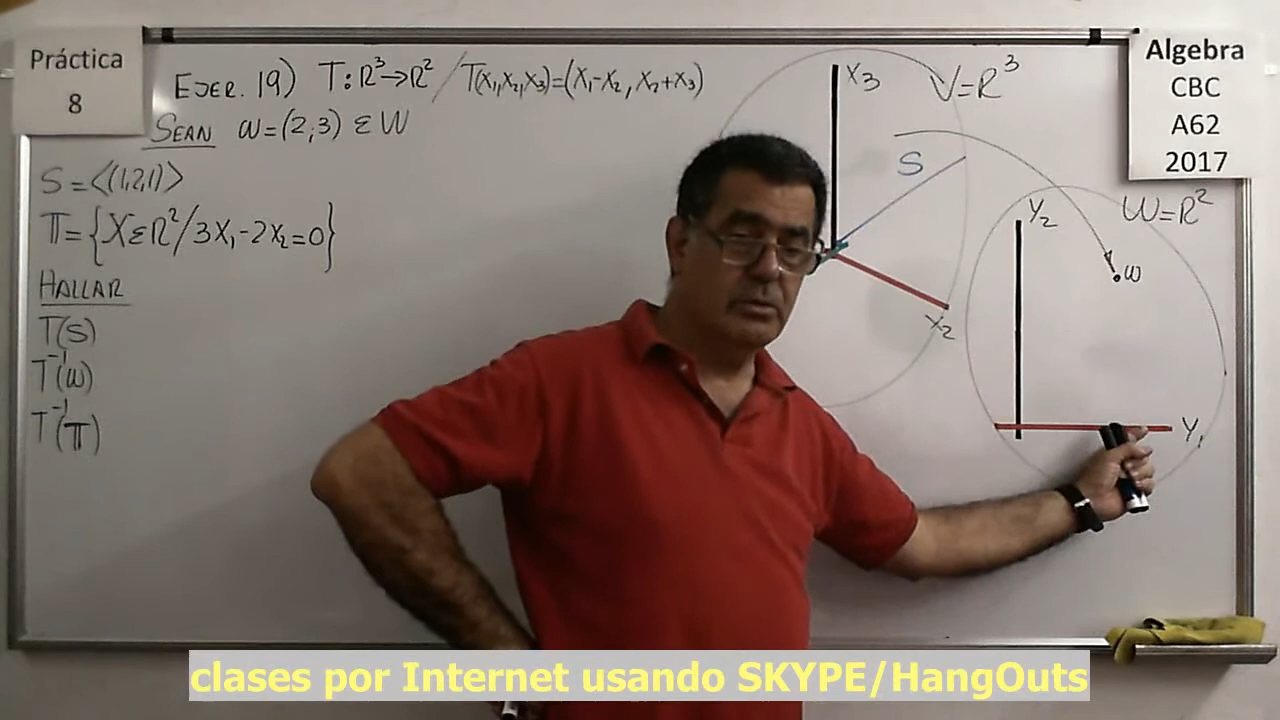 Práctica
8
EJER. 19) T: R³→R² / T(X₁,X₂,X₃)=(X₁-X₂, X₂+X₃)
SEAN W=(2,3) Ɛ W
S=<(1,2,1)>
Π={XƐR²/3X₁-2X₂=0}
HALLAR
T(S)
T⁻¹(W)
T⁻¹(Π)
X₃
V=R³
S
X₂
Algebra
CBC
A62
2017
W=R²
Y₂
W
Y₁
clases por Internet usando SKYPE/HangOuts